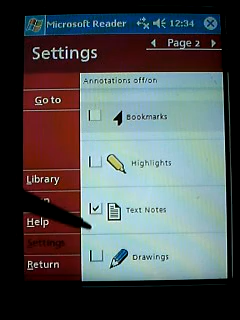 Microsoft Reader 12:34
Settings
Page 2
Annotations off/on
Go to
Bookmarks
Highlights
Library
Text Notes
Help
Settings
Drawings
Return